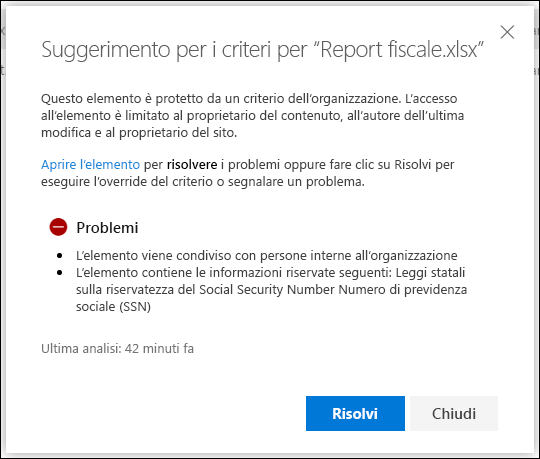 Suggerimento per i criteri per “Report fiscale.xlsx”
Questo elemento è protetto da un criterio dell’organizzazione. L’accesso
all’elemento è limitato al proprietario del contenuto, all’autore dell’ultima
modifica e al proprietario del sito.
Aprire l’elemento per risolvere i problemi oppure fare clic su Risolvi per
eseguire l’override del criterio o segnalare un problema.
Problemi
• L’elemento viene condiviso con persone interne all’organizzazione
• L’elemento contiene le informazioni riservate seguenti: Leggi statali
sulla riservatezza del Social Security Number Numero di previdenza
sociale (SSN)
Ultima analisi: 42 minuti fa
Risolvi Chiudi